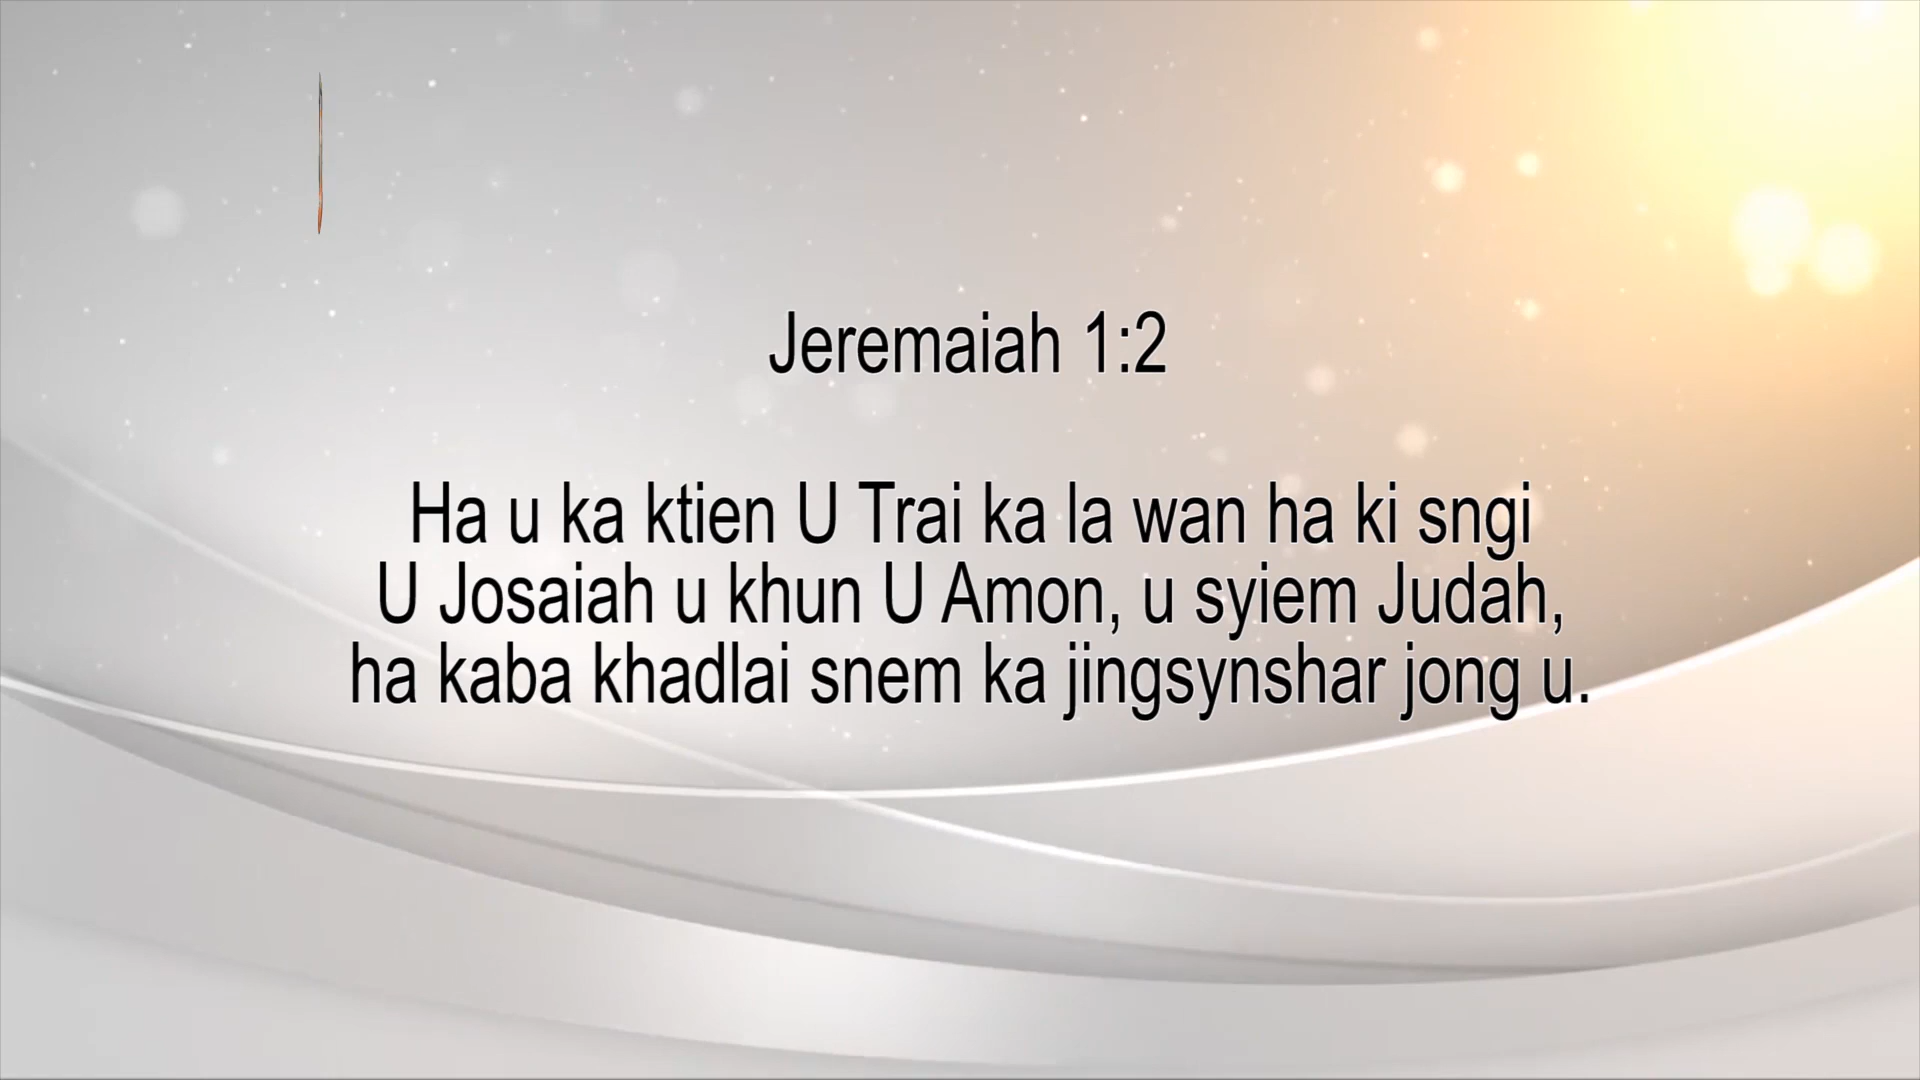 Jeremaiah 1:2
Ha u ka ktien U Trai ka la wan ha ki sngi
U Josaiah u khun U Amon, u syiem Judah,
ha kaba khadlai snem ka jingsynshar jong u.